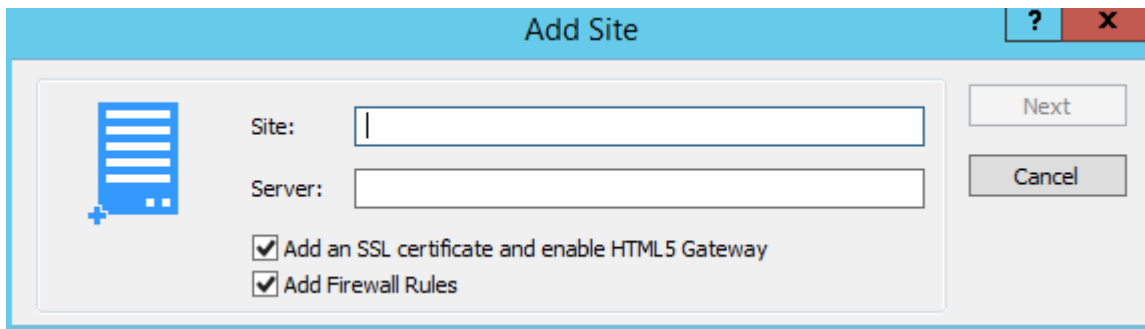 Add Site
?
x
Site:
Next
Server:
Cancel
Add an SSL certificate and enable HTML5 Gateway
Add Firewall Rules